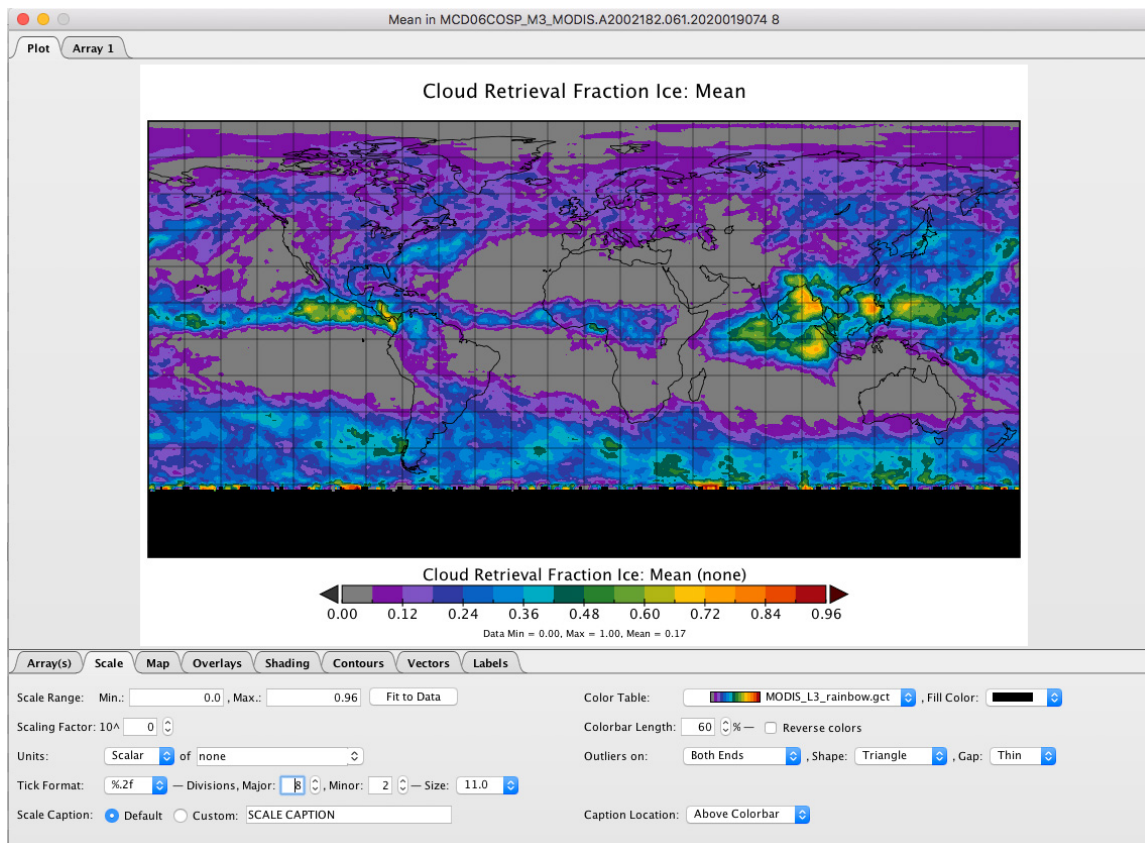 Mean in MCD06COSP_M3_MODIS.A2002182.061.2020019074 8
Plot Array 1
Cloud Retrieval Fraction Ice: Mean
Cloud Retrieval Fraction Ice: Mean (none)
0.00 0.12 0.24 0.36 0.48 0.60 0.72 0.84 0.96
Data Min = 0.00, Max = 1.00, Mean = 0.17
Array(s) Scale Map Overlays Shading Contours Vectors Labels
Scale Range: Min.: 0.0 , Max.: 0.96 Fit to Data Color Table: MODIS_L3_rainbow.gct , Fill Color:
Scaling Factor: 10^ 0 Colorbar Length: 60 % — Reverse colors
Units: Scalar of none Outliers on: Both Ends , Shape: Triangle , Gap: Thin
Tick Format: %.2f — Divisions, Major: 8 , Minor: 2 — Size: 11.0
Scale Caption: Default Custom: SCALE CAPTION Caption Location: Above Colorbar